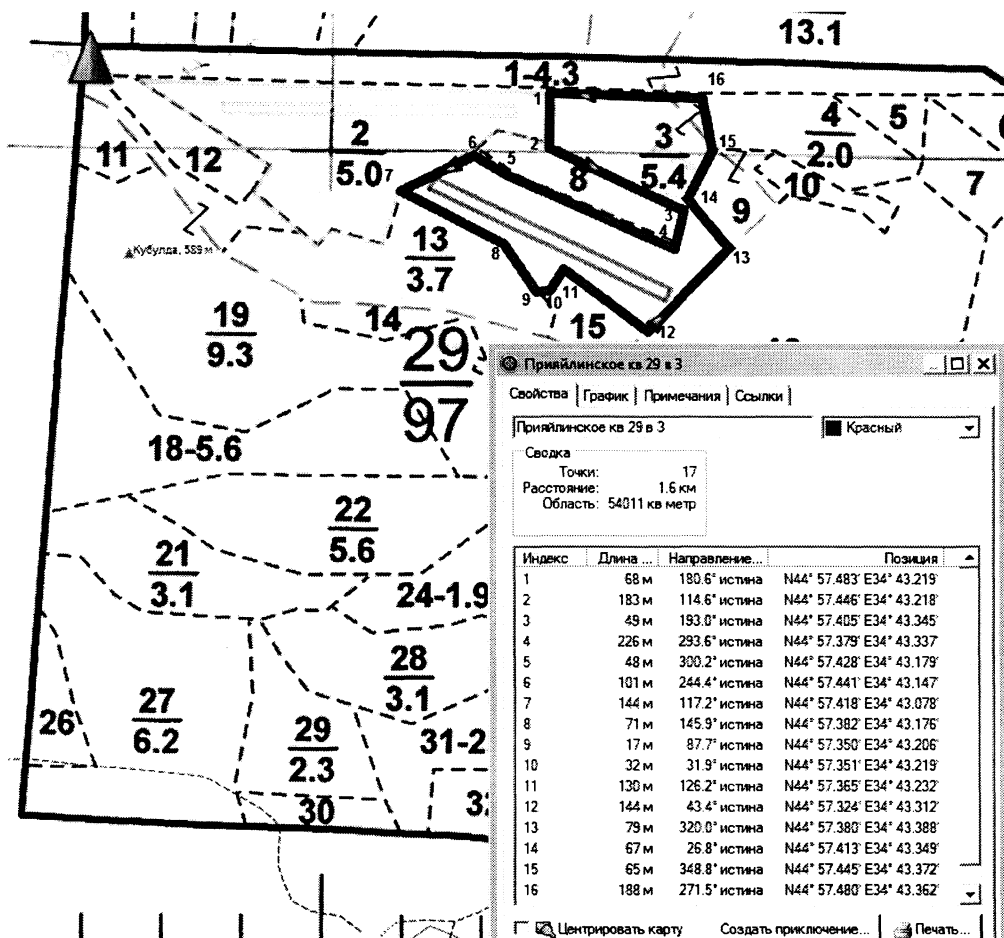 13.1
1-4.3
16
1
2
5.0
7
6
5
2
8
3
5.4
15
14
4
2.0
5
10
9
7
11
12
3
4
13
Кубулда, 589 м
13
3.7
8
9
10
11
12
15
19
9.3
14
29
97
18-5.6
22
5.6
21
3.1
24-1.9
28
3.1
26
27
6.2
29
2.3
31-2
30
Прияйлинское кв 29 в 3
Свойства График Примечания Ссылки
Прияйлинское кв 29 в 3 Красный
Сводка
Точки: 17
Расстояние: 1.6 км
Область: 54011 кв метр
Индекс Длина ... Направление... Позиция
1 68 м 180.6° истина N44° 57.483' E34° 43.219'
2 183 м 114.6° истина N44° 57.446' E34° 43.218'
3 49 м 193.0° истина N44° 57.405' E34° 43.345'
4 226 м 293.6° истина N44° 57.379' E34° 43.337'
5 48 м 300.2° истина N44° 57.428' E34° 43.179'
6 101 м 244.4° истина N44° 57.441' E34° 43.147'
7 144 м 117.2° истина N44° 57.418' E34° 43.078'
8 71 м 145.9° истина N44° 57.382' E34° 43.176'
9 17 м 87.7° истина N44° 57.350' E34° 43.206'
10 32 м 31.9° истина N44° 57.351' E34° 43.219'
11 130 м 126.2° истина N44° 57.365' E34° 43.232'
12 144 м 43.4° истина N44° 57.324' E34° 43.312'
13 79 м 320.0° истина N44° 57.380' E34° 43.388'
14 67 м 26.8° истина N44° 57.413' E34° 43.349'
15 65 м 348.8° истина N44° 57.445' E34° 43.372'
16 188 м 271.5° истина N44° 57.480' E34° 43.362'
Центрировать карту Создать приключение... Печать...